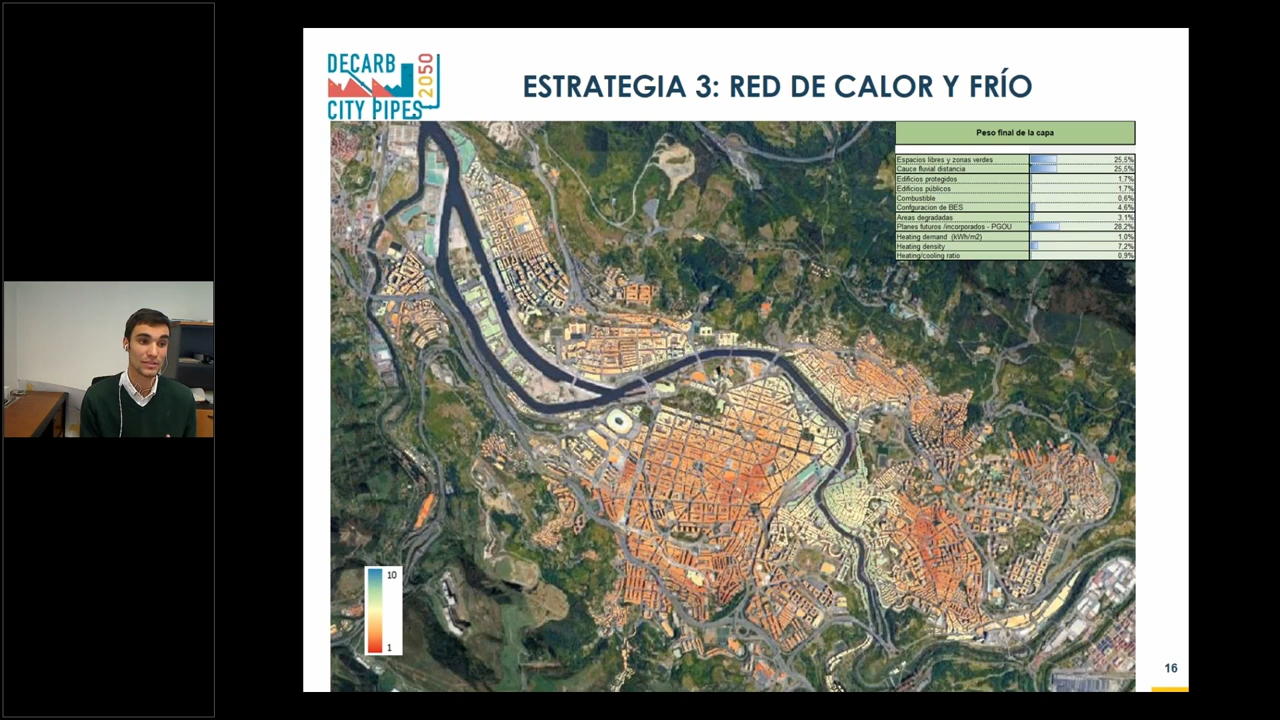 DECARB
CITY PIPES
2050
ESTRATEGIA 3: RED DE CALOR Y FRÍO
Peso final de la capa
Espacios libres y zonas verdes 25,5%
Cauce fluvial distancia 25,5%
Edificios protegidos 1,7%
Edificios públicos 1,7%
Combustible 0,6%
Confguracion de BES 4,6%
Areas degradadas 3,1%
Planes futuros /incorporados - PGOU 28,2%
Heating demand (kWh/m2) 1,0%
Heating density 7,2%
Heating/cooling ratio 0,9%
10
1
16